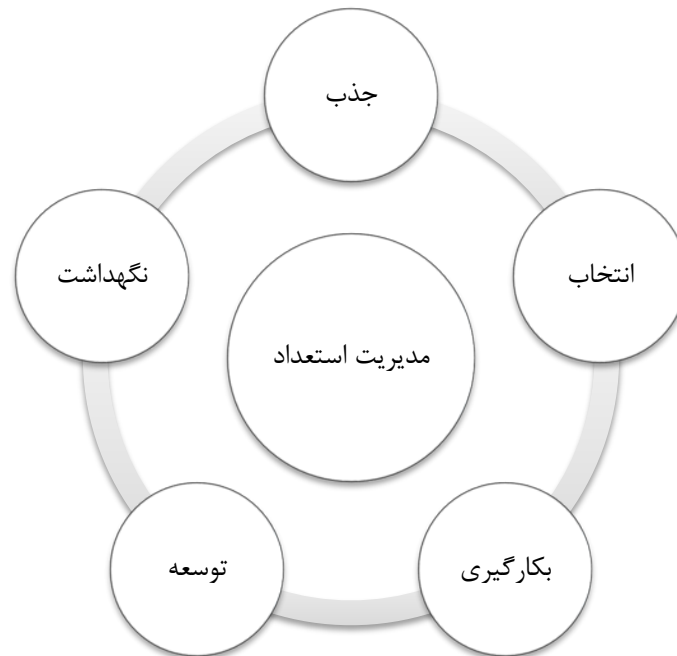 جذب
انتخاب
نگهداشت
مدیریت استعداد
بکارگیری
توسعه